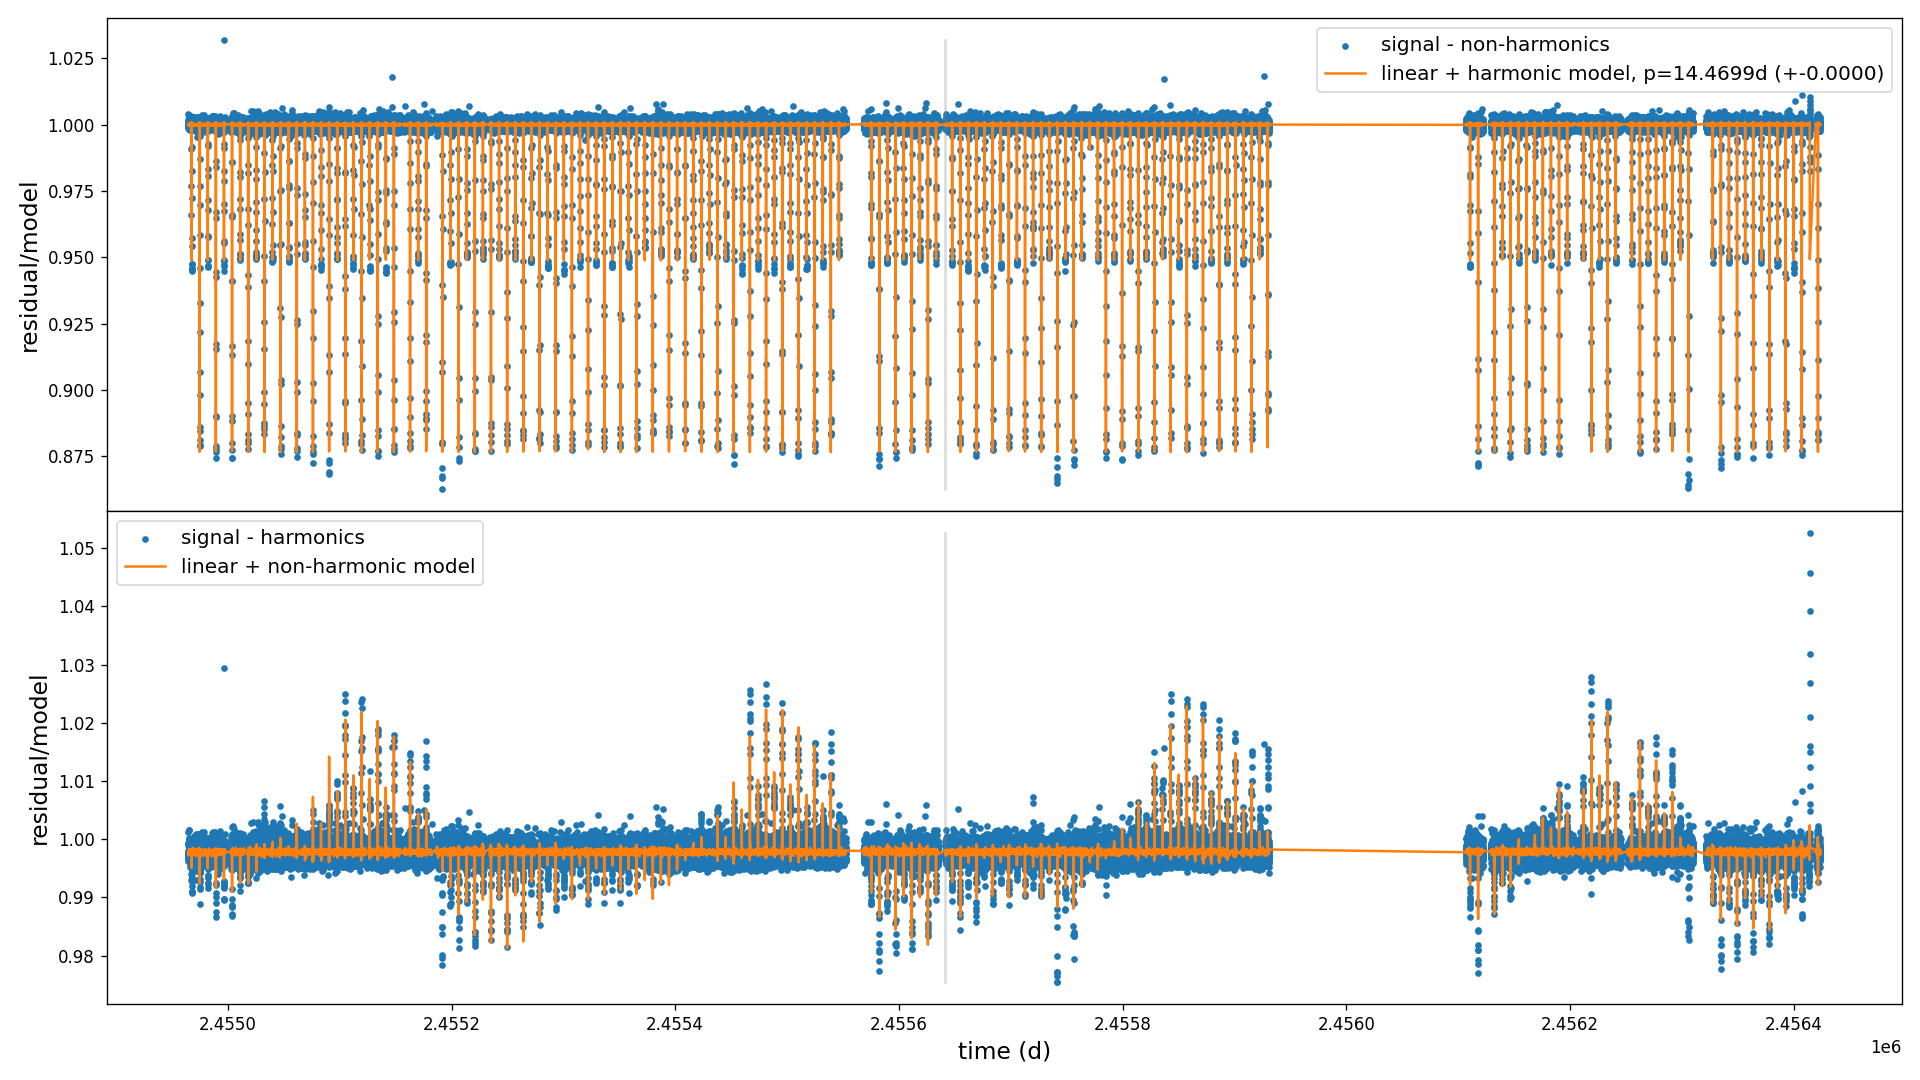 signal - non-harmonics
linear + harmonic model, p=14.4699d (+-0.0000)
residual/model
1.025
1.000
0.975
0.950
0.925
0.900
0.875
signal - harmonics
linear + non-harmonic model
residual/model
1.05
1.04
1.03
1.02
1.01
1.00
0.99
0.98
2.4550
2.4552
2.4554
2.4556
2.4558
2.4560
2.4562
2.4564
1e6
time (d)